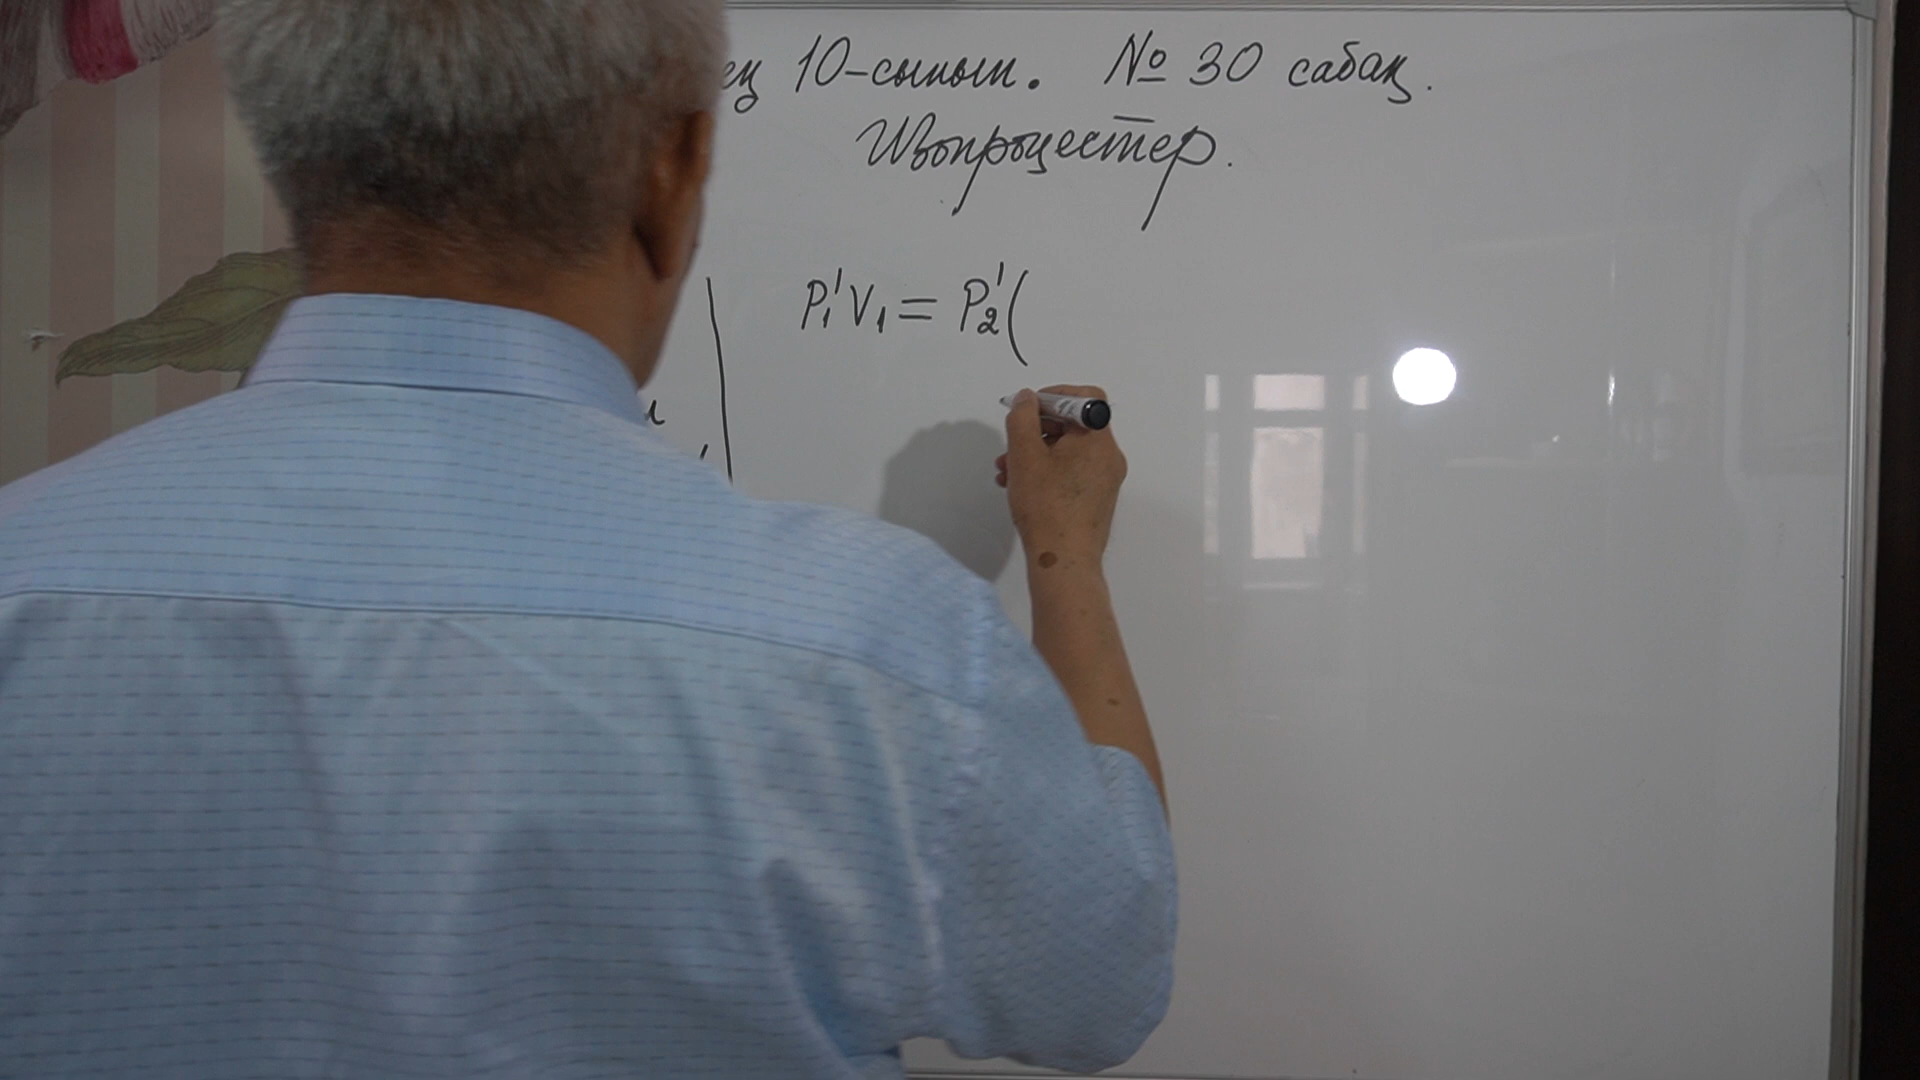 10-сынып. № 30 сабақ.
Изопроцестер.
P₁'V₁ = P₂'(